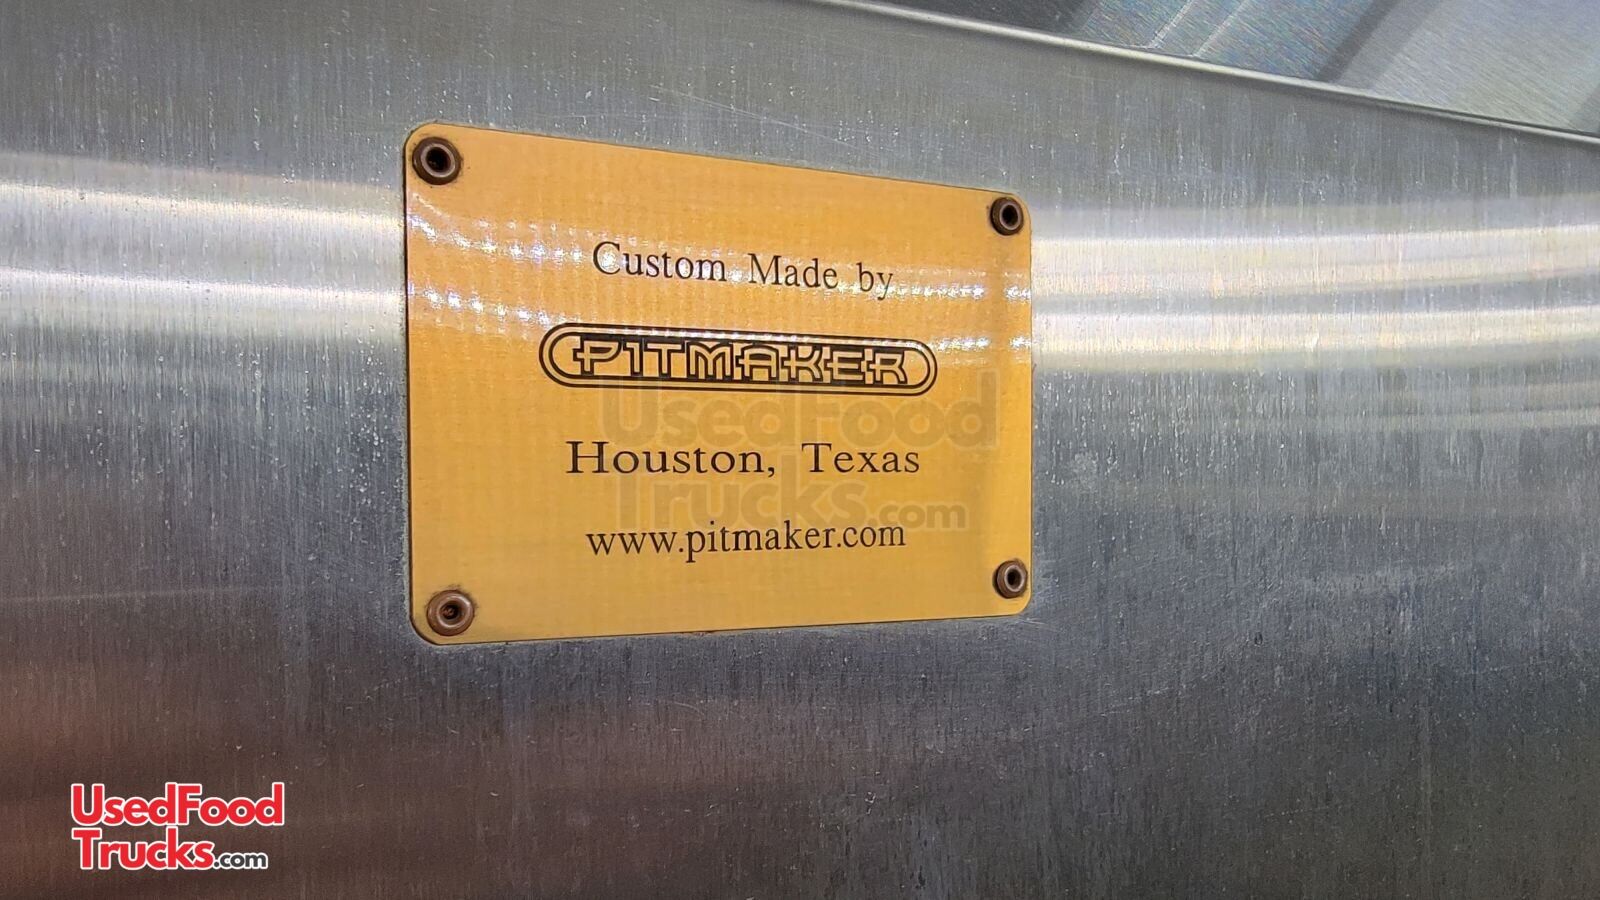 Custom Made by
PITMAKER
Houston, Texas
www.pitmaker.com
UsedFood
Trucks.com
UsedFood
Trucks.com